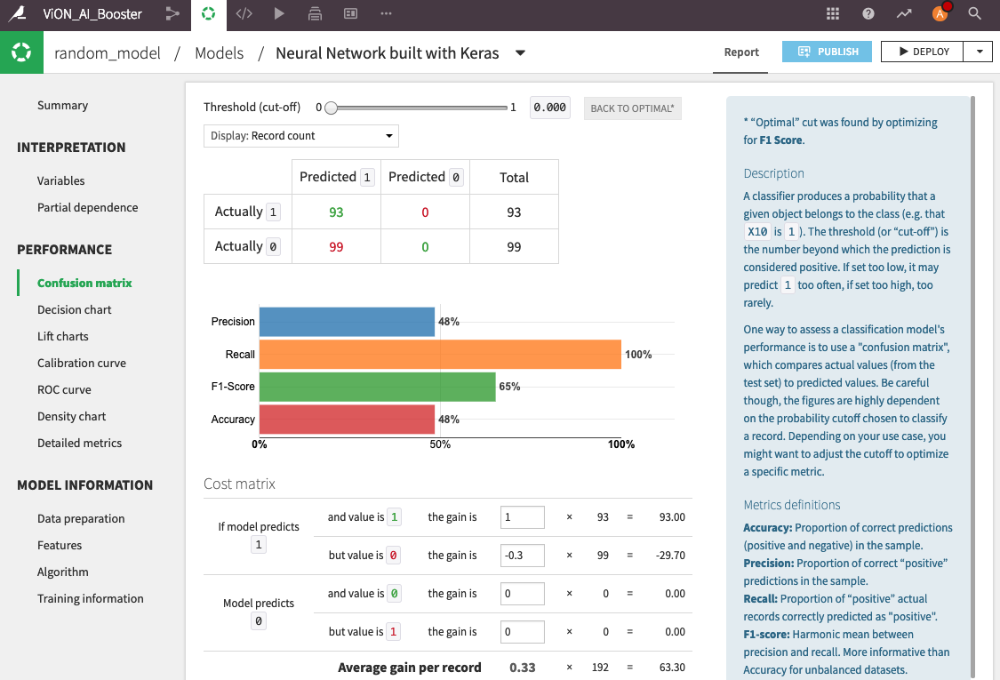 ViON_AI_Booster
A
random_model / Models / Neural Network built with Keras
Report
PUBLISH
DEPLOY
Summary
INTERPRETATION
Variables
Partial dependence
PERFORMANCE
Confusion matrix
Decision chart
Lift charts
Calibration curve
ROC curve
Density chart
Detailed metrics
MODEL INFORMATION
Data preparation
Features
Algorithm
Training information
Threshold (cut-off) 0 1 0.000 BACK TO OPTIMAL*
Display: Record count
Predicted 1 Predicted 0 Total
Actually 1 93 0 93
Actually 0 99 0 99
Precision 48%
Recall 100%
F1-Score 65%
Accuracy 48%
0% 50% 100%
Cost matrix
If model predicts
1
and value is 1 the gain is 1 × 93 = 93.00
but value is 0 the gain is -0.3 × 99 = -29.70
Model predicts
0
and value is 0 the gain is 0 × 0 = 0.00
but value is 1 the gain is 0 × 0 = 0.00
Average gain per record 0.33 × 192 = 63.30
* “Optimal” cut was found by optimizing
for F1 Score.
Description
A classifier produces a probability that a
given object belongs to the class (e.g. that
X10 is 1 ). The threshold (or “cut-off”) is
the number beyond which the prediction is
considered positive. If set too low, it may
predict 1 too often, if set too high, too
rarely.
One way to assess a classification model's
performance is to use a "confusion matrix",
which compares actual values (from the
test set) to predicted values. Be careful
though, the figures are highly dependent
on the probability cutoff chosen to classify
a record. Depending on your use case, you
might want to adjust the cutoff to optimize
a specific metric.
Metrics definitions
Accuracy: Proportion of correct predictions
(positive and negative) in the sample.
Precision: Proportion of correct “positive”
predictions in the sample.
Recall: Proportion of “positive” actual
records correctly predicted as "positive".
F1-score: Harmonic mean between
precision and recall. More informative than
Accuracy for unbalanced datasets.